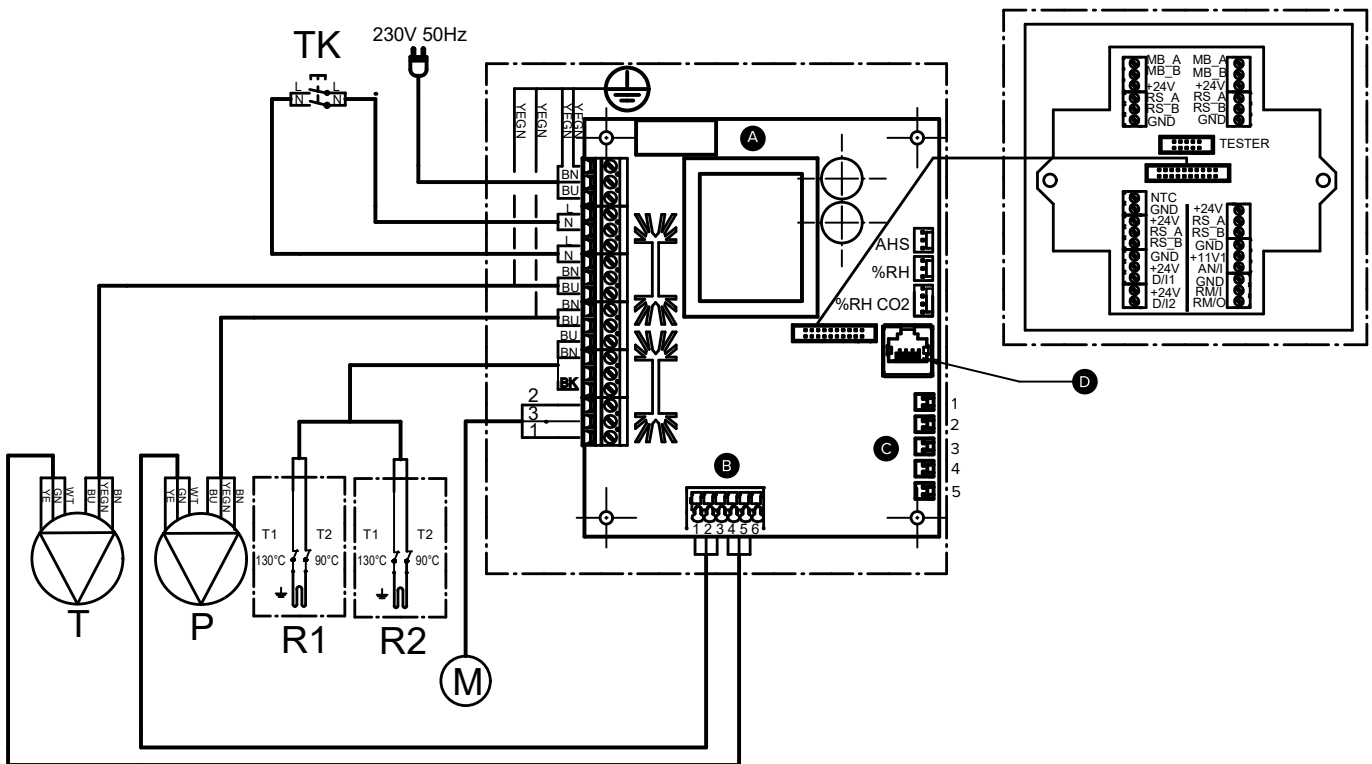 TK
230V 50Hz
L
N
L
N
YEGN
YEGN
YEGN
YEGN
A
BN
BU
L
N
L
N
BN
BU
BN
BU
BU
BN
BK
2
3
1
AHS
%RH
%RH CO2
D
1
2
C
3
4
5
B
1 2 3 4 5 6
MB_A MB_A
MB_B MB_B
+24V +24V
RS_A RS_A
RS_B RS_B
GND GND
TESTER
NTC
GND +24V
+24V RS_A
RS_A RS_B
RS_B GND
GND +11V1
+24V AN/I
D/I1 GND
+24V RM/I
D/I2 RM/O
YE GN WT BU YEGN BN
YE GN WT BU YEGN BN
T1 T2 T1 T2
130°C 90°C 130°C 90°C
T P R1 R2
M